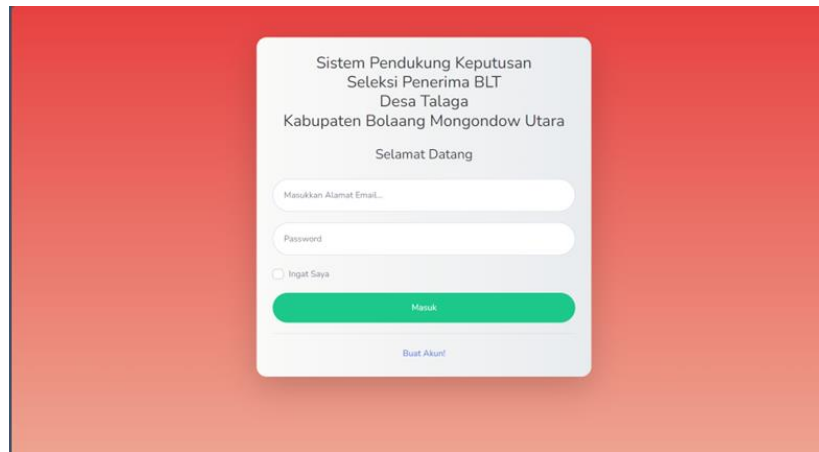 Sistem Pendukung Keputusan
Seleksi Penerima BLT
Desa Talaga
Kabupaten Bolaang Mongondow Utara
Selamat Datang
Masukkan Alamat Email...
Password
Ingat Saya
Masuk
Buat Akun!